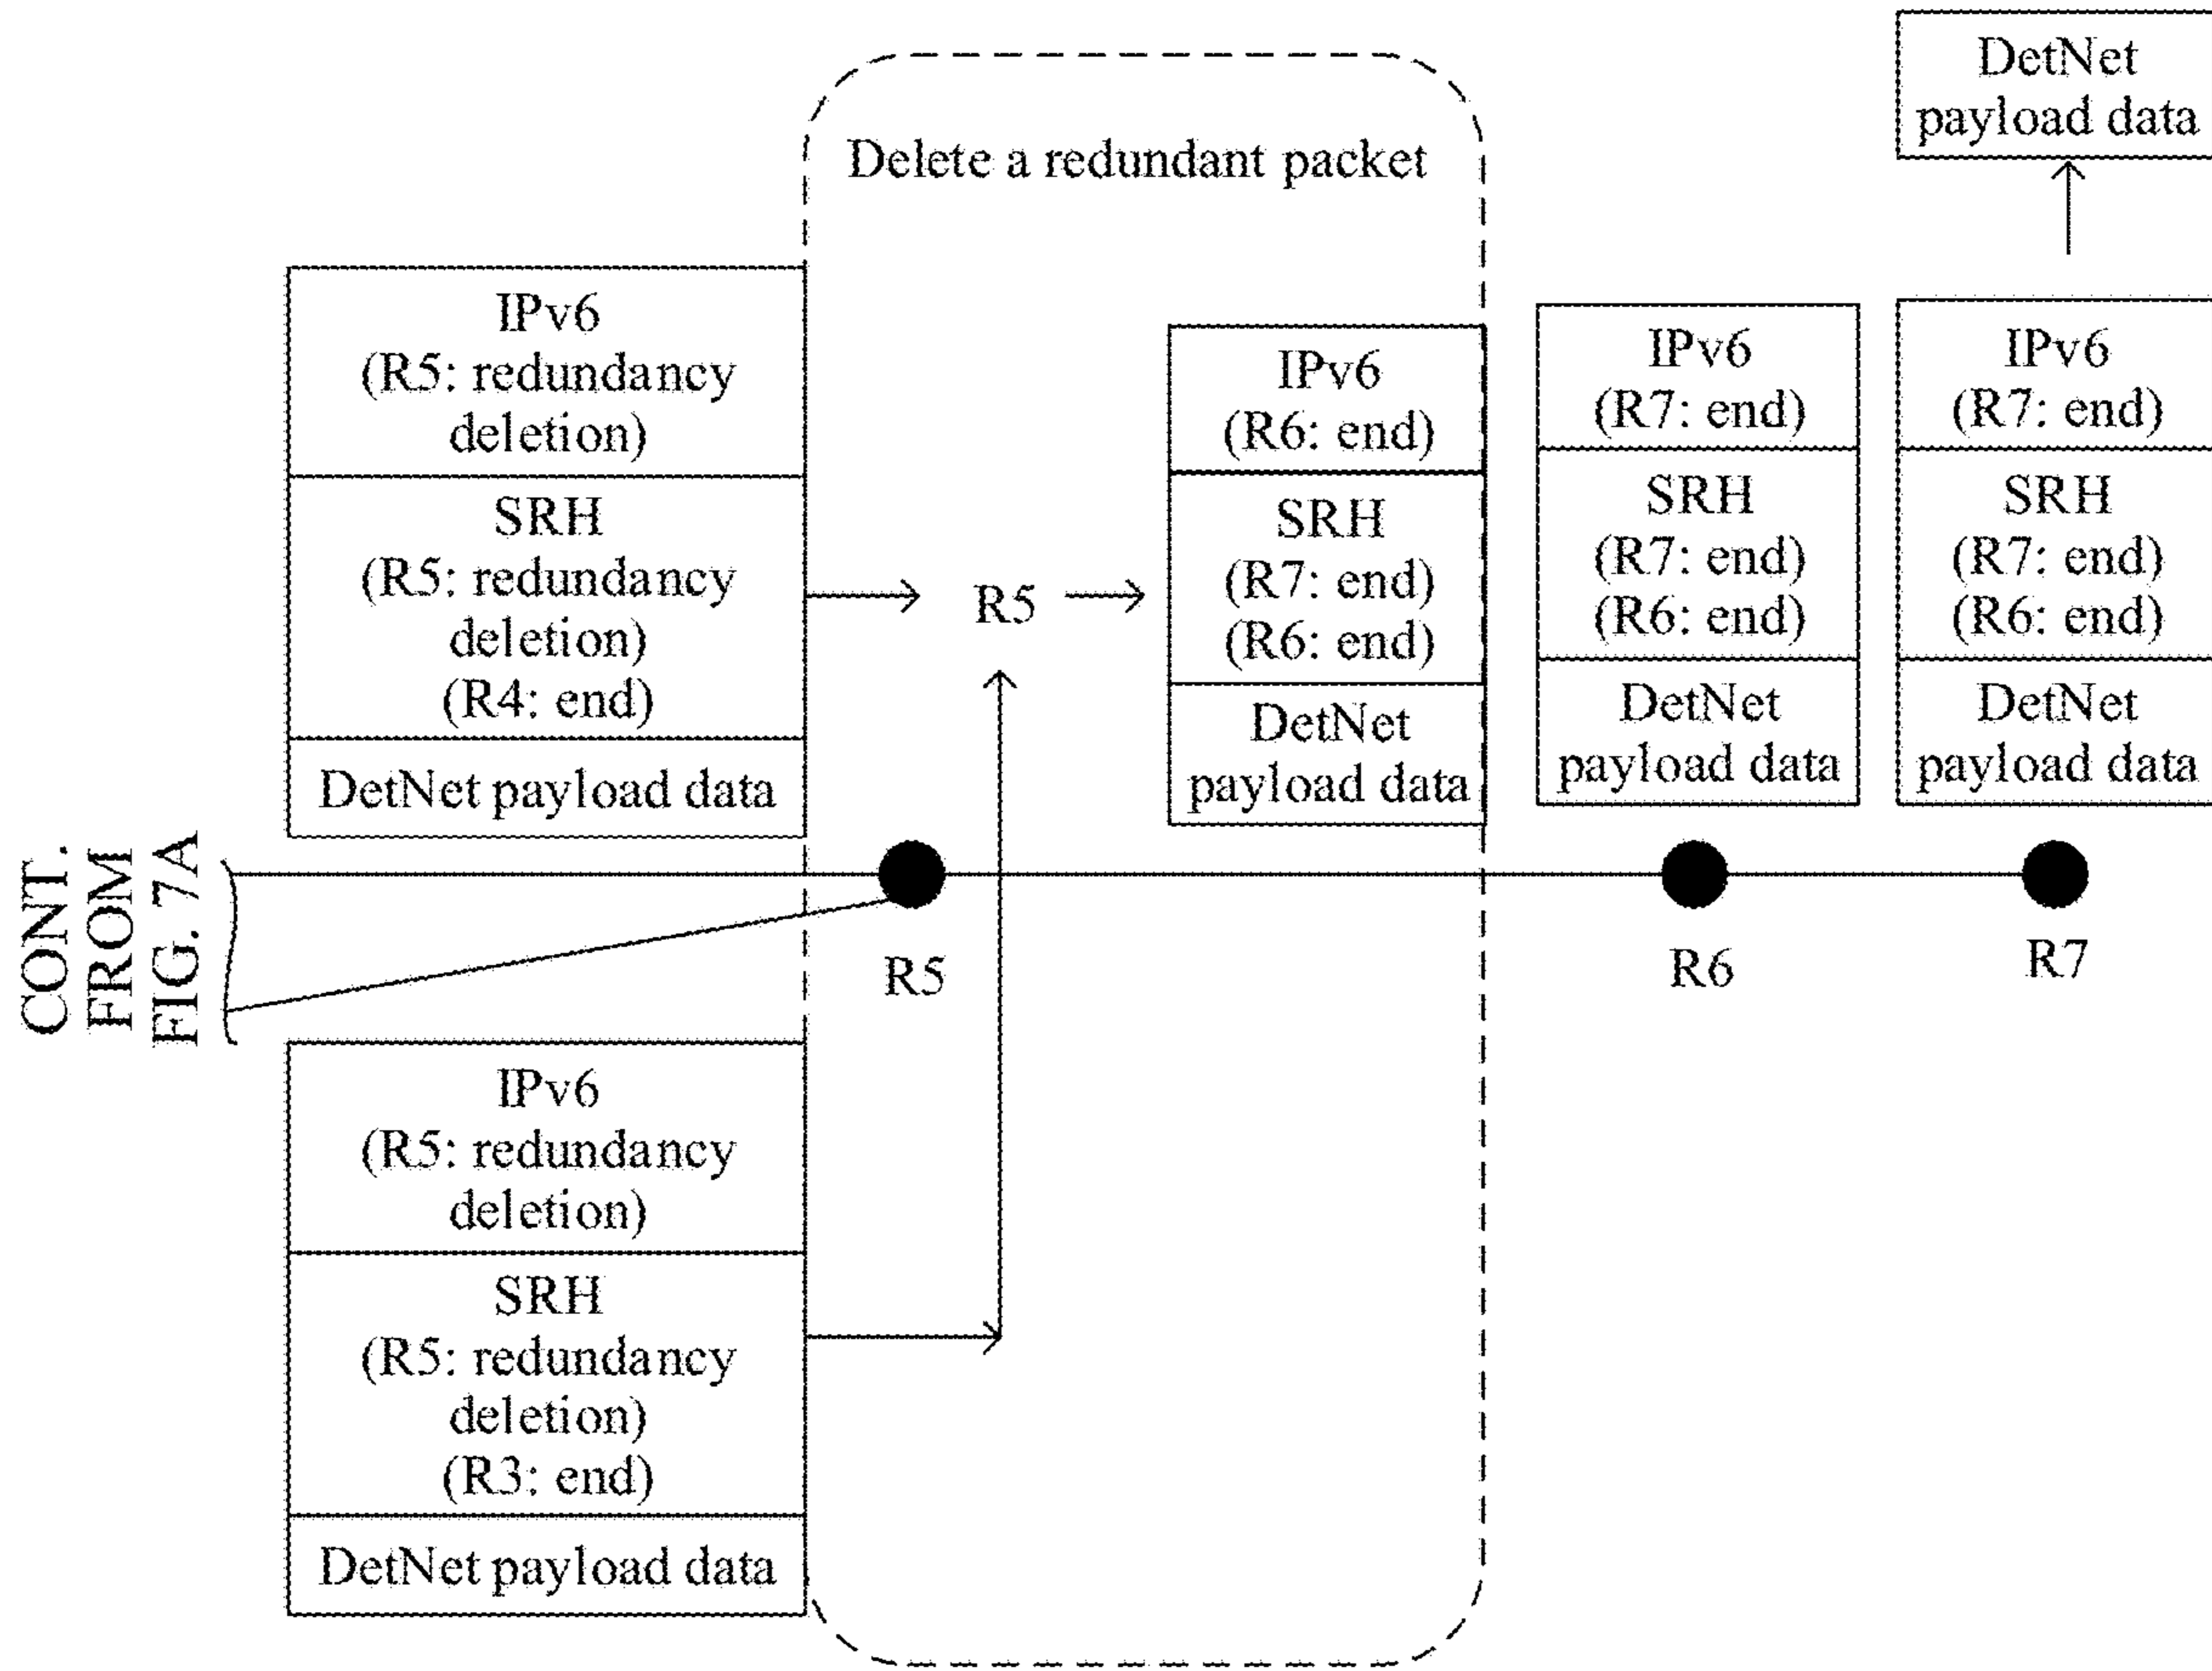 DetNet
payload data
Delete a redundant packet
IPv6
(R5: redundancy
deletion)
SRH
(R5: redundancy
deletion)
(R4: end)
DetNet payload data
R5
IPv6
(R6: end)
SRH
(R7: end)
(R6: end)
DetNet
payload data
IPv6
(R7: end)
SRH
(R7: end)
(R6: end)
DetNet
payload data
IPv6
(R7: end)
SRH
(R7: end)
(R6: end)
DetNet
payload data
CONT.
FROM
FIG. 7A
R5
R6
R7
IPv6
(R5: redundancy
deletion)
SRH
(R5: redundancy
deletion)
(R3: end)
DetNet payload data